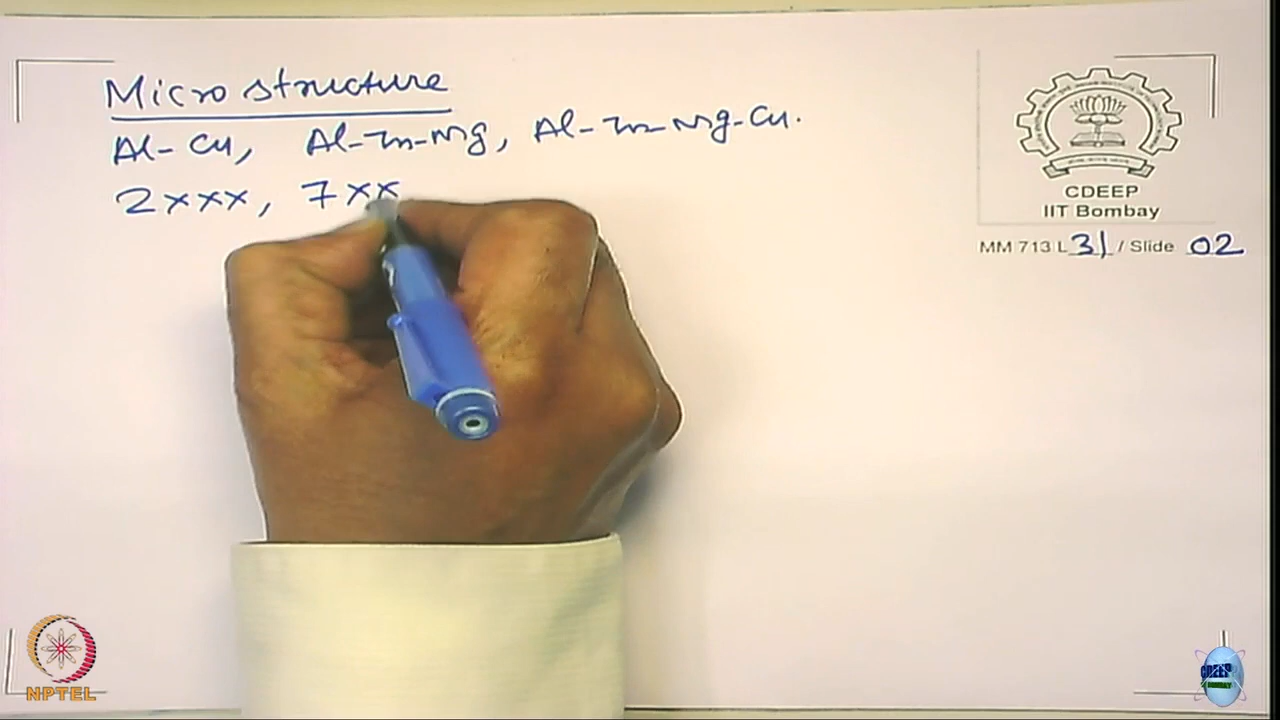 Microstructure
Al-Cu, Al-Zn-Mg, Al-Zn-Mg-Cu.
2xxx, 7xx
CDEEP
IIT Bombay
MM 713 L 31 / Slide 02
NPTEL
CDEEP